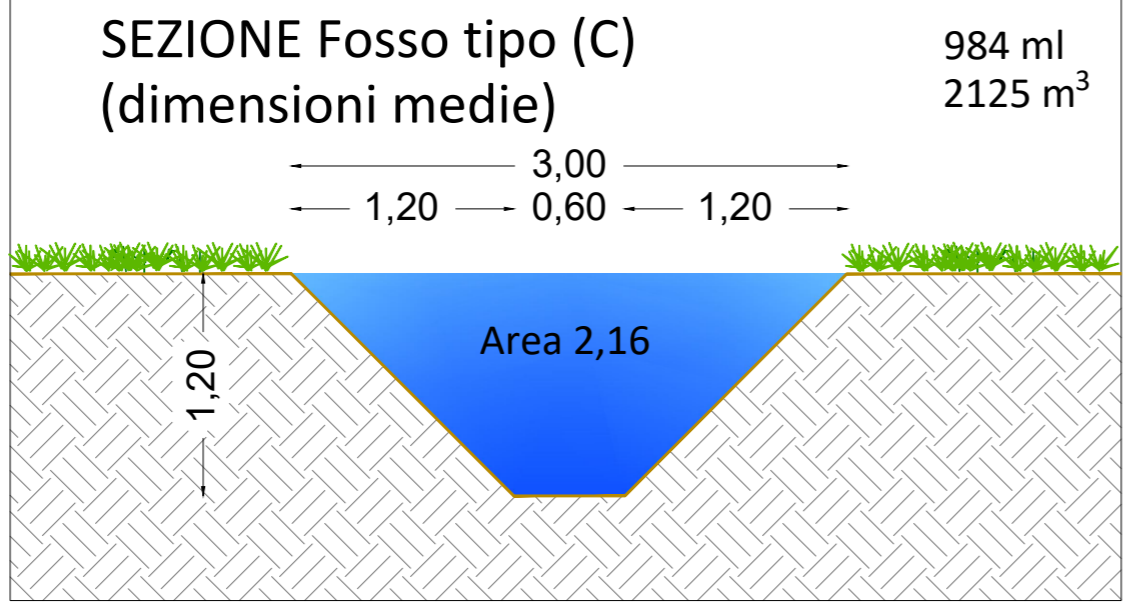 SEZIONE Fosso tipo (C)
(dimensioni medie)
984 ml
2125 m³
3,00
1,20 0,60 1,20
Area 2,16
1,20